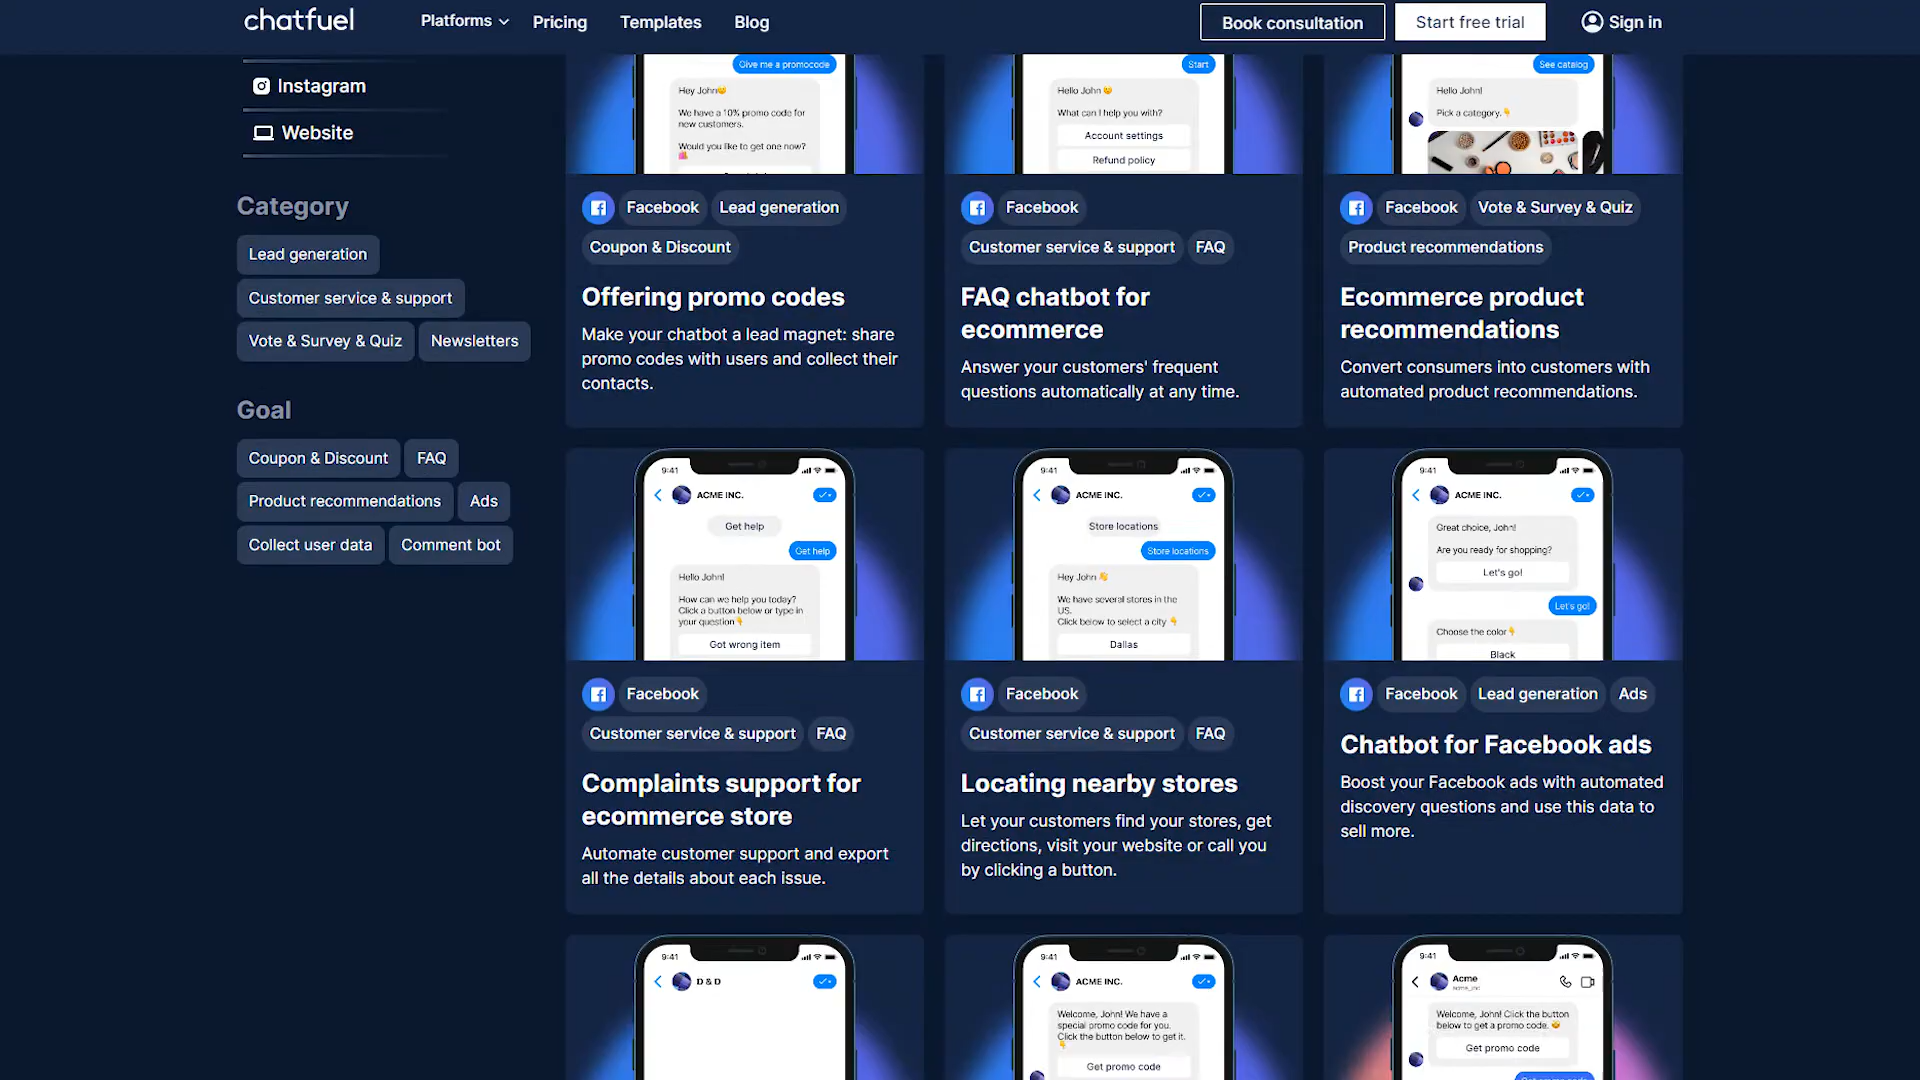 chatfuel
Platforms
Pricing
Templates
Blog
Book consultation
Start free trial
Sign in
Instagram
Website
Category
Lead generation
Customer service & support
Vote & Survey & Quiz
Newsletters
Goal
Coupon & Discount
FAQ
Product recommendations
Ads
Collect user data
Comment bot
Give me a promocode
Hey John
We have a 10% promo code for
new customers.
Would you like to get one now?
Facebook
Lead generation
Coupon & Discount
Offering promo codes
Make your chatbot a lead magnet: share
promo codes with users and collect their
contacts.
Start
Hello John
What can I help you with?
Account settings
Refund policy
Facebook
Customer service & support
FAQ
FAQ chatbot for
ecommerce
Answer your customers' frequent
questions automatically at any time.
See catalog
Hello John!
Pick a category.
Facebook
Vote & Survey & Quiz
Product recommendations
Ecommerce product
recommendations
Convert consumers into customers with
automated product recommendations.
9:41
ACME INC.
Get help
Get help
Hello John!
How can we help you today?
Click a button below or type in
your question
Got wrong item
Facebook
Customer service & support
FAQ
Complaints support for
ecommerce store
Automate customer support and export
all the details about each issue.
9:41
ACME INC.
Store locations
Store locations
Hey John
We have several stores in the
US.
Click below to select a city
Dallas
Facebook
Customer service & support
FAQ
Locating nearby stores
Let your customers find your stores, get
directions, visit your website or call you
by clicking a button.
9:41
ACME INC.
Great choice, John!
Are you ready for shopping?
Let's go!
Let's go!
Choose the color
Black
Facebook
Lead generation
Ads
Chatbot for Facebook ads
Boost your Facebook ads with automated
discovery questions and use this data to
sell more.
9:41
D & D
9:41
ACME INC.
Welcome, John! We have a
special promo code for you.
Click the button below to get it.
Get promo code
9:41
Acme
acme_inc
Welcome, John! Click the button
below to get a promo code.
Get promo code